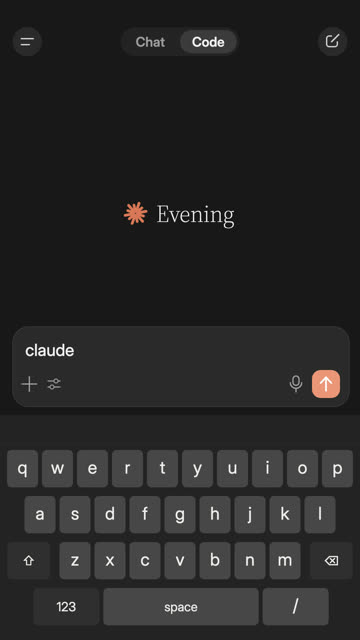 Chat Code
Evening
claude
q w e r t y u i o p
a s d f g h j k l
z x c v b n m
123 space /